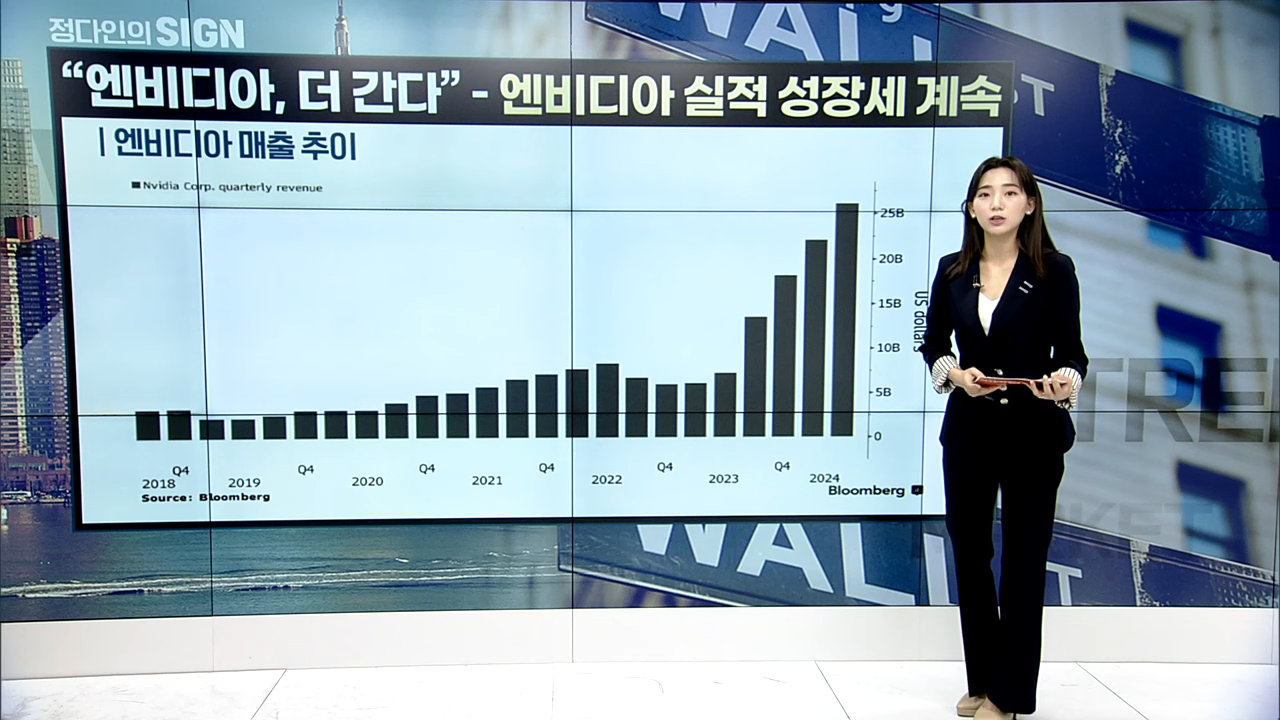 정다인의 SIGN
WALL
“엔비디아, 더 간다” - 엔비디아 실적 성장세 계속
ST
| 엔비디아 매출 추이
Nvidia Corp. quarterly revenue
25B
20B
15B
10B
5B
0
US dollars
Q4 Q4 Q4 Q4 Q4 Q4
2018 2019 2020 2021 2022 2023 2024
Source: Bloomberg
Bloomberg
WALL